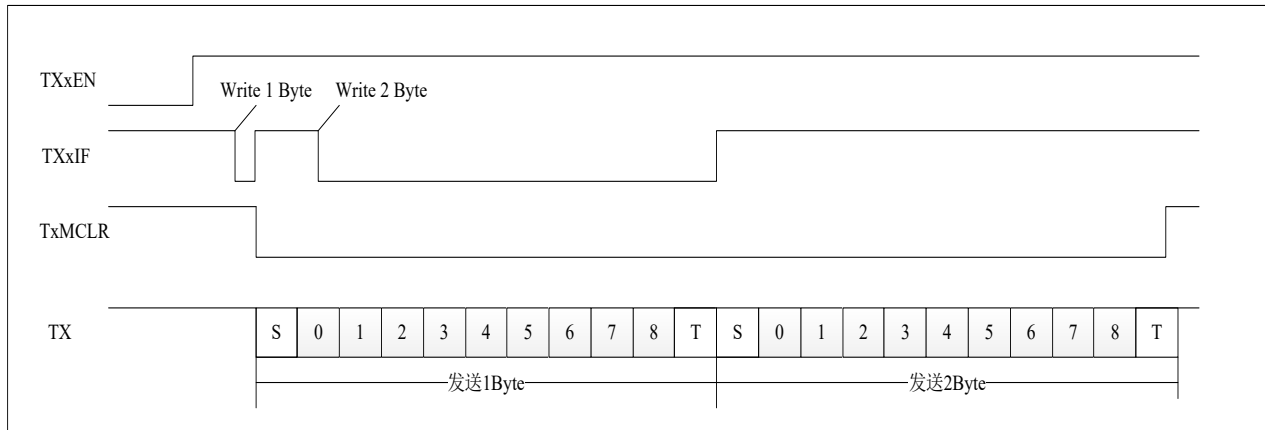 TXxEN
Write 1 Byte Write 2 Byte
TXxIF
TxMCLR
TX S 0 1 2 3 4 5 6 7 8 T S 0 1 2 3 4 5 6 7 8 T
发送1Byte 发送2Byte